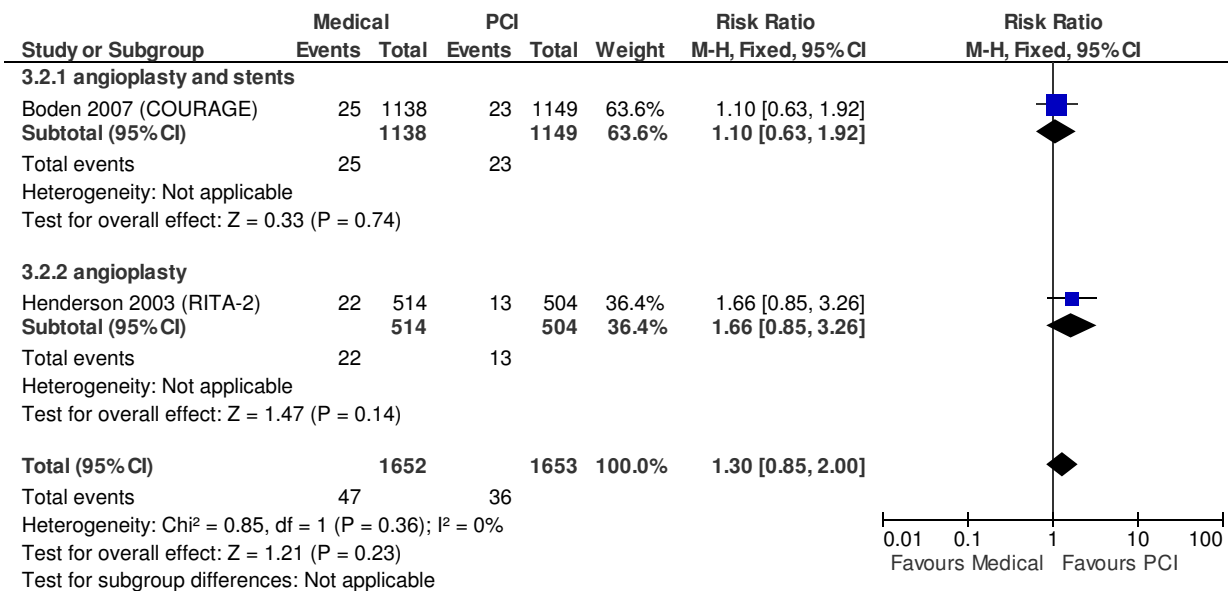 Medical PCI Risk Ratio Risk Ratio
Study or Subgroup Events Total Events Total Weight M-H, Fixed, 95% CI M-H, Fixed, 95% CI
3.2.1 angioplasty and stents
Boden 2007 (COURAGE) 25 1138 23 1149 63.6% 1.10 [0.63, 1.92]
Subtotal (95% CI) 1138 1149 63.6% 1.10 [0.63, 1.92]
Total events 25 23
Heterogeneity: Not applicable
Test for overall effect: Z = 0.33 (P = 0.74)
3.2.2 angioplasty
Henderson 2003 (RITA-2) 22 514 13 504 36.4% 1.66 [0.85, 3.26]
Subtotal (95% CI) 514 504 36.4% 1.66 [0.85, 3.26]
Total events 22 13
Heterogeneity: Not applicable
Test for overall effect: Z = 1.47 (P = 0.14)
Total (95% CI) 1652 1653 100.0% 1.30 [0.85, 2.00]
Total events 47 36
Heterogeneity: Chi² = 0.85, df = 1 (P = 0.36); I² = 0%
Test for overall effect: Z = 1.21 (P = 0.23)
Test for subgroup differences: Not applicable
0.01 0.1 1 10 100
Favours Medical Favours PCI